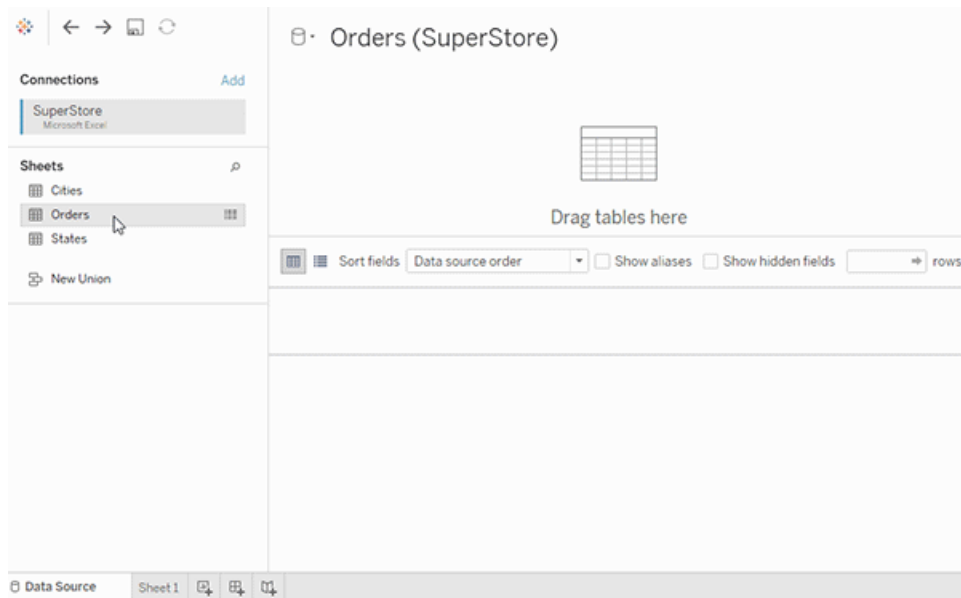 Orders (SuperStore)
Connections
Add
SuperStore
Microsoft Excel
Sheets
Cities
Orders
States
New Union
Drag tables here
Sort fields Data source order Show aliases Show hidden fields rows
Data Source Sheet 1